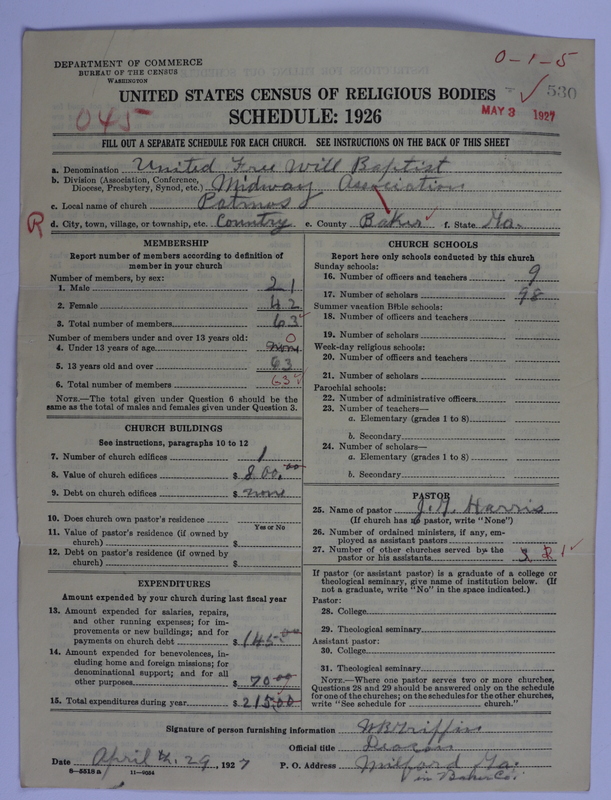 DEPARTMENT OF COMMERCE
BUREAU OF THE CENSUS
WASHINGTON
0-1-5
530
UNITED STATES CENSUS OF RELIGIOUS BODIES
045
SCHEDULE: 1926
MAY 3 1927
FILL OUT A SEPARATE SCHEDULE FOR EACH CHURCH. SEE INSTRUCTIONS ON THE BACK OF THIS SHEET
a. Denomination United Free Will Baptist
b. Division (Association, Conference, Diocese, Presbytery, Synod, etc.) Midway Association
c. Local name of church Patmos
R d. City, town, village, or township, etc. Country e. County Baker f. State Ga.
MEMBERSHIP
Report number of members according to definition of
member in your church
Number of members, by sex:
1. Male 21
2. Female 42
3. Total number of members 63
Number of members under and over 13 years old: 0
4. Under 13 years of age none
5. 13 years old and over 63
6. Total number of members 63
NOTE.—The total given under Question 6 should be the
same as the total of males and females given under Question 3.
CHURCH BUILDINGS
See instructions, paragraphs 10 to 12
7. Number of church edifices 1
8. Value of church edifices $ 800.00
9. Debt on church edifices $ none
10. Does church own pastor's residence
Yes or No
11. Value of pastor's residence (if owned by
church) $
12. Debt on pastor's residence (if owned by
church) $
EXPENDITURES
Amount expended by your church during last fiscal year
13. Amount expended for salaries, repairs,
and other running expenses; for im-
provements or new buildings; and for
payments on church debt $ 145.00
14. Amount expended for benevolences, in-
cluding home and foreign missions; for
denominational support; and for all
other purposes $ 70.00
15. Total expenditures during year $ 215.00
CHURCH SCHOOLS
Report here only schools conducted by this church
Sunday schools:
16. Number of officers and teachers 9
17. Number of scholars 98
Summer vacation Bible schools:
18. Number of officers and teachers
19. Number of scholars
Week-day religious schools:
20. Number of officers and teachers
21. Number of scholars
Parochial schools:
22. Number of administrative officers
23. Number of teachers—
a. Elementary (grades 1 to 8)
b. Secondary
24. Number of scholars—
a. Elementary (grades 1 to 8)
b. Secondary
PASTOR
25. Name of pastor Harris
(If church has no pastor, write "None")
26. Number of ordained ministers, if any, em-
ployed as assistant pastors
27. Number of other churches served by the
pastor or his assistants 3 R 1
If pastor (or assistant pastor) is a graduate of a college or
theological seminary, give name of institution below. (If
not a graduate, write "No" in the space indicated.)
Pastor:
28. College
29. Theological seminary
Assistant pastor:
30. College
31. Theological seminary
NOTE.—Where one pastor serves two or more churches,
Questions 28 and 29 should be answered only on the schedule
for one of the churches; on the schedules for the other churches,
write "See schedule for church."
Signature of person furnishing information Griffin
Official title Deacon
Date April 29, 1927 P. O. Address Milford Ga.
in Baker Co.
8-5518 a 11-9054